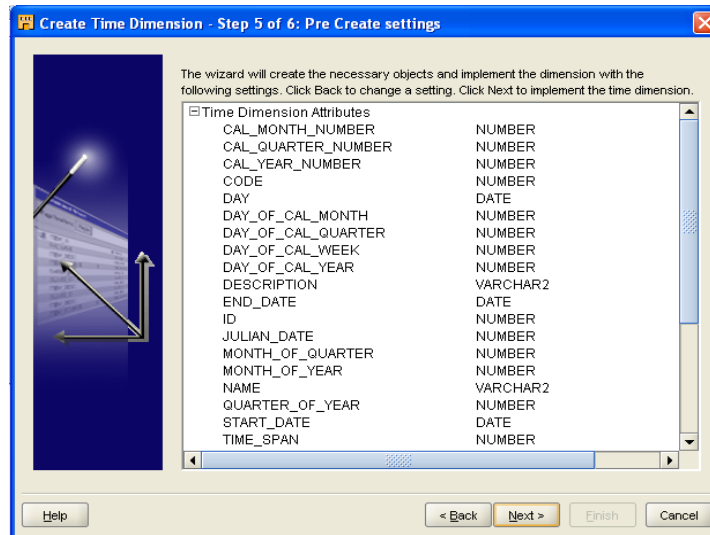 Create Time Dimension - Step 5 of 6: Pre Create settings
The wizard will create the necessary objects and implement the dimension with the
following settings. Click Back to change a setting. Click Next to implement the time dimension.
Time Dimension Attributes
CAL_MONTH_NUMBER NUMBER
CAL_QUARTER_NUMBER NUMBER
CAL_YEAR_NUMBER NUMBER
CODE NUMBER
DAY DATE
DAY_OF_CAL_MONTH NUMBER
DAY_OF_CAL_QUARTER NUMBER
DAY_OF_CAL_WEEK NUMBER
DAY_OF_CAL_YEAR NUMBER
DESCRIPTION VARCHAR2
END_DATE DATE
ID NUMBER
JULIAN_DATE NUMBER
MONTH_OF_QUARTER NUMBER
MONTH_OF_YEAR NUMBER
NAME VARCHAR2
QUARTER_OF_YEAR NUMBER
START_DATE DATE
TIME_SPAN NUMBER
Help < Back Next > Finish Cancel